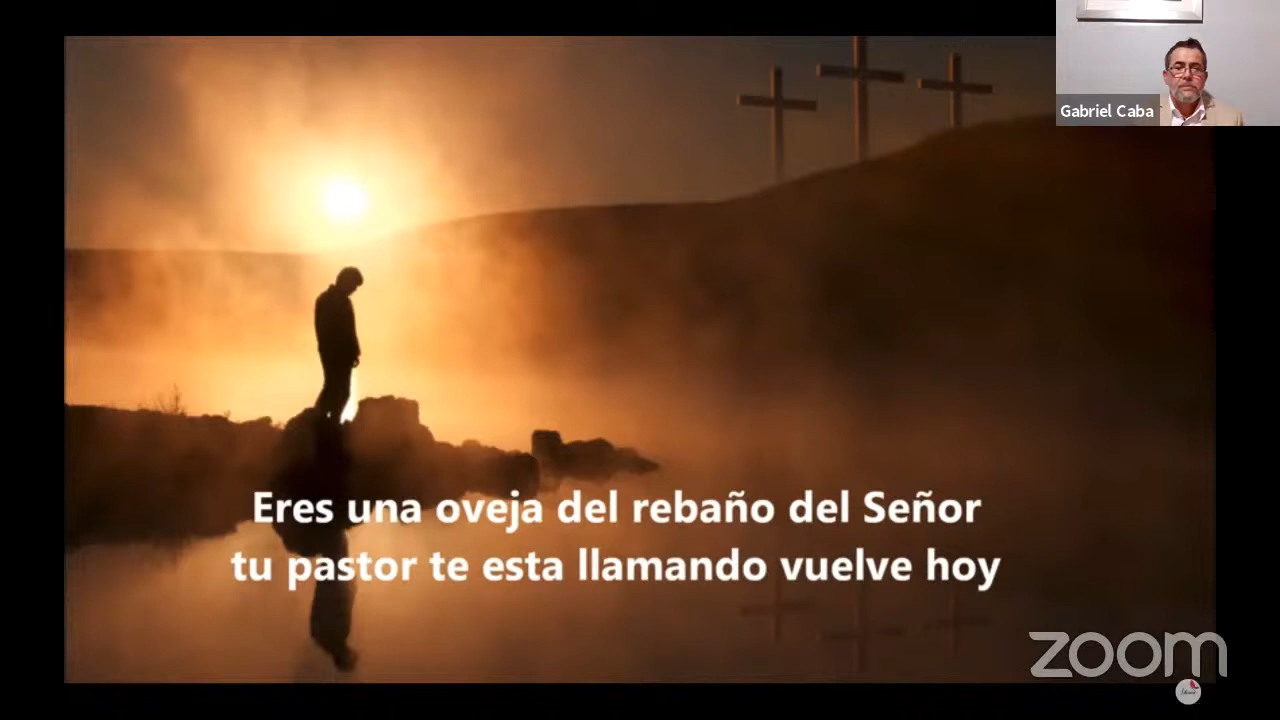 Gabriel Caba
Eres una oveja del rebaño del Señor
tu pastor te esta llamando vuelve hoy
zoom